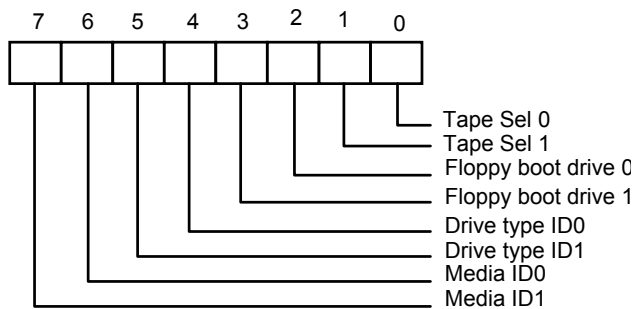 7 6 5 4 3 2 1 0
Tape Sel 0
Tape Sel 1
Floppy boot drive 0
Floppy boot drive 1
Drive type ID0
Drive type ID1
Media ID0
Media ID1